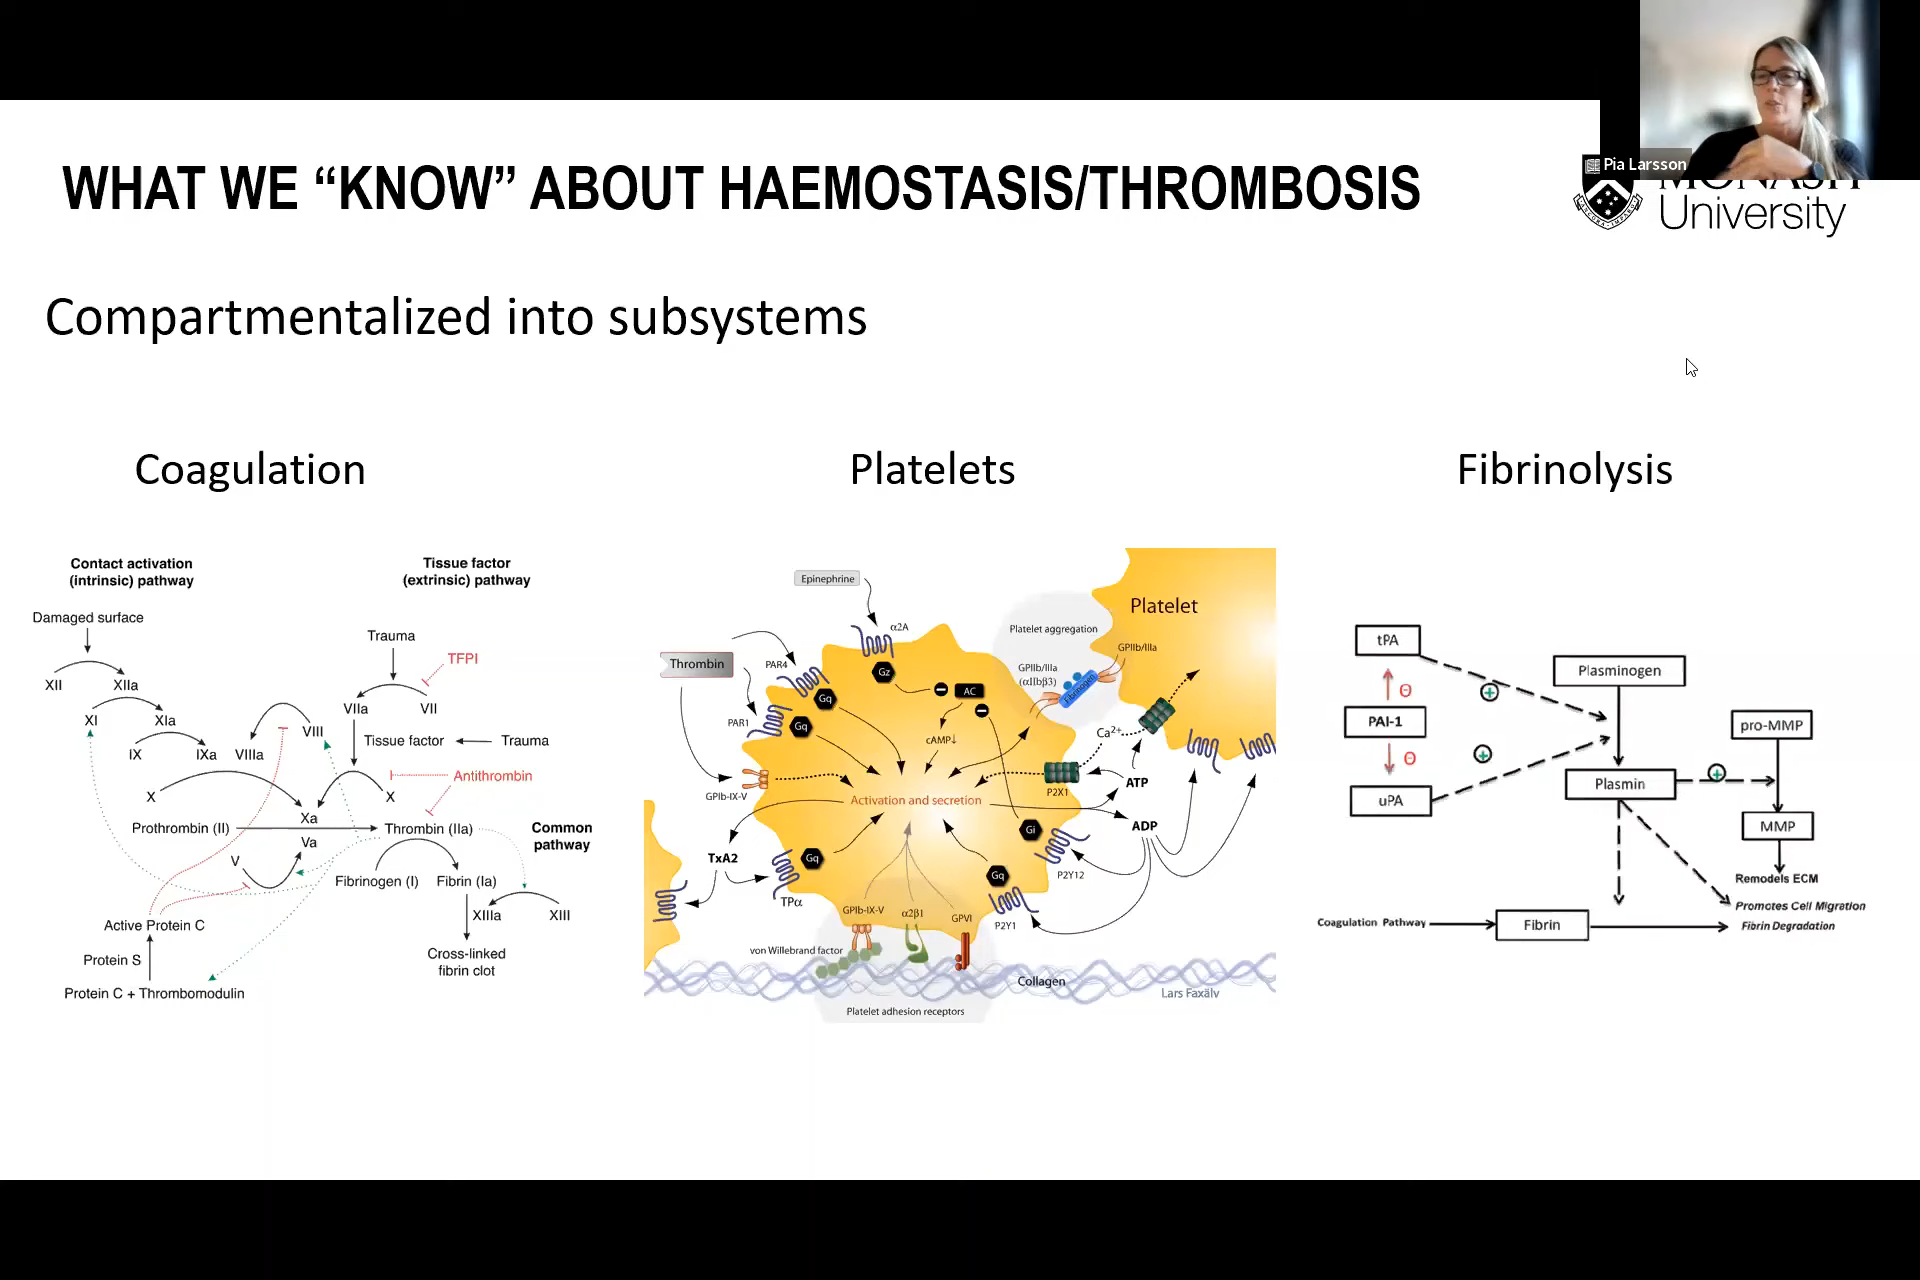 Pia Larsson
WHAT WE “KNOW” ABOUT HAEMOSTASIS/THROMBOSIS
University
Compartmentalized into subsystems
Coagulation
Platelets
Fibrinolysis
Contact activation
(intrinsic) pathway
Tissue factor
(extrinsic) pathway
Damaged surface
Trauma
TFPI
XII
XIIa
VIIa
VII
XI
XIa
VIII
Tissue factor
Trauma
IX
IXa
VIIIa
Antithrombin
X
X
Xa
Prothrombin (II)
Thrombin (IIa)
Common
pathway
Va
V
Fibrinogen (I)
Fibrin (Ia)
XIIIa
XIII
Active Protein C
Cross-linked
fibrin clot
Protein S
Protein C + Thrombomodulin
Epinephrine
α2A
Platelet
Platelet aggregation
GPIIb/IIIa
Thrombin
PAR4
GPIIb/IIIa
(αIIbβ3)
Gz
AC
Fibrinogen
Gq
PAR1
Gq
cAMP↓
Ca2+
GPIb-IX-V
P2X1
ATP
Activation and secretion
ADP
Gi
TxA2
Gq
P2Y12
Gq
TPα
GPIb-IX-V
α2β1
GPVI
P2Y1
von Willebrand factor
Collagen
Lars Faxälv
Platelet adhesion receptors
tPA
Plasminogen
PAI-1
pro-MMP
uPA
Plasmin
MMP
Remodels ECM
Promotes Cell Migration
Coagulation Pathway
Fibrin
Fibrin Degradation